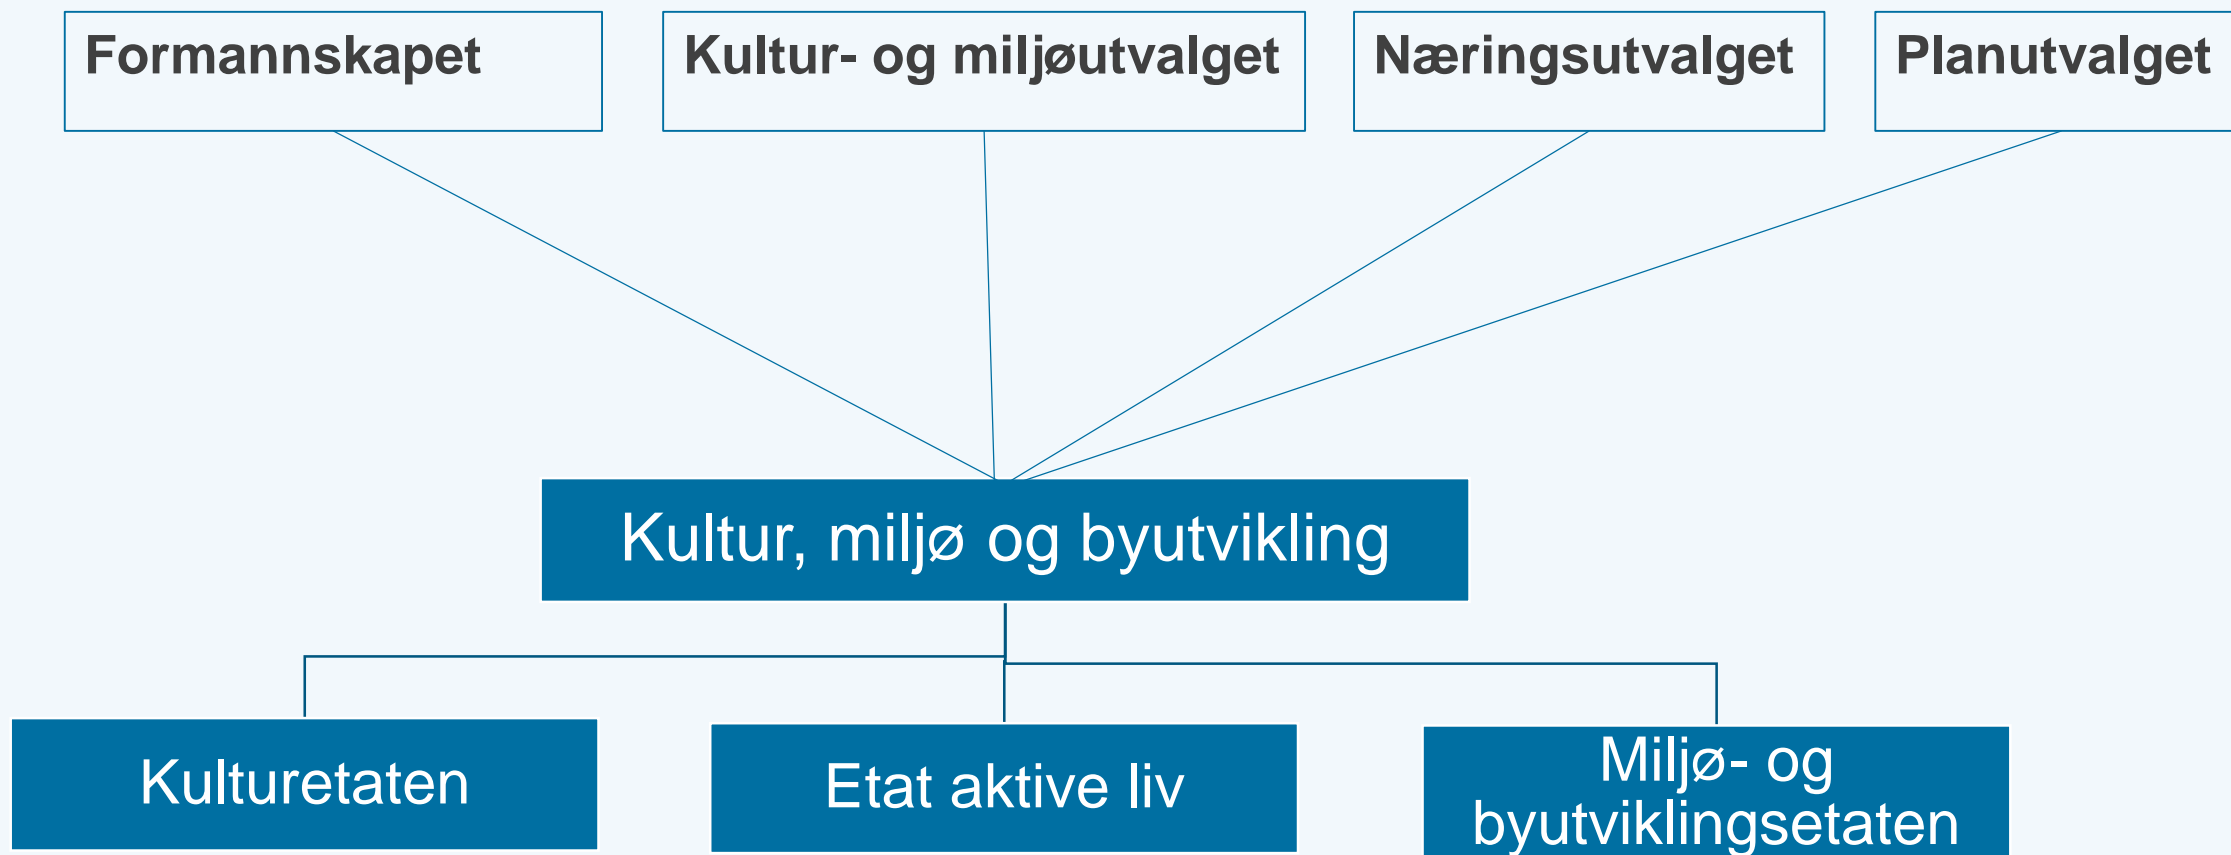 Formannskapet
Kultur- og miljøutvalget
Næringsutvalget
Planutvalget
Kultur, miljø og byutvikling
Kulturetaten
Etat aktive liv
Miljø- og
byutviklingsetaten